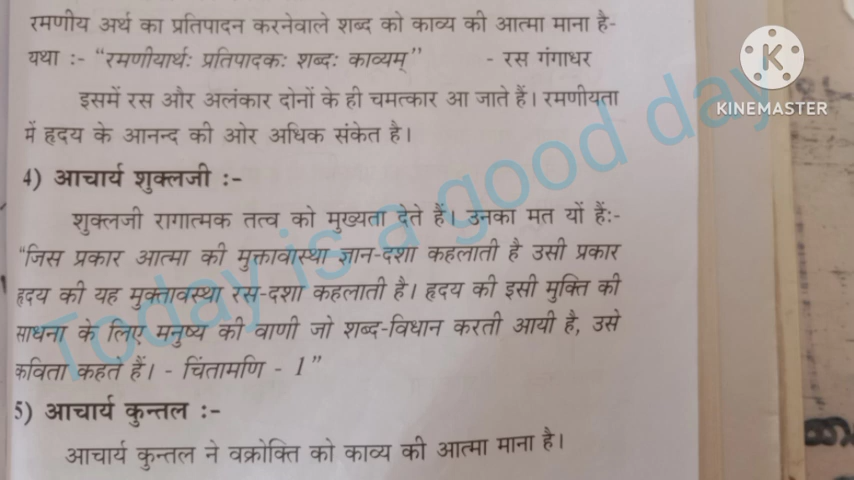 रमणीय अर्थ का प्रतिपादन करनेवाले शब्द को काव्य की आत्मा माना है-
यथा :- “रमणीयार्थः प्रतिपादकः शब्दः काव्यम्” - रस गंगाधर
इसमें रस और अलंकार दोनों के ही चमत्कार आ जाते हैं। रमणीयता
में हृदय के आनन्द की ओर अधिक संकेत है।
4) आचार्य शुक्लजी :-
शुक्लजी रागात्मक तत्व को मुख्यता देते हैं। उनका मत यों हैः-
“जिस प्रकार आत्मा की मुक्तावास्था ज्ञान-दशा कहलाती है उसी प्रकार
हृदय की यह मुक्तावस्था रस-दशा कहलाती है। हृदय की इसी मुक्ति की
साधना के लिए मनुष्य की वाणी जो शब्द-विधान करती आयी है, उसे
कविता कहते हैं। - चिंतामणि - 1”
5) आचार्य कुन्तल :-
आचार्य कुन्तल ने वक्रोक्ति को काव्य की आत्मा माना है।
Today is a good day
K
KINEMASTER